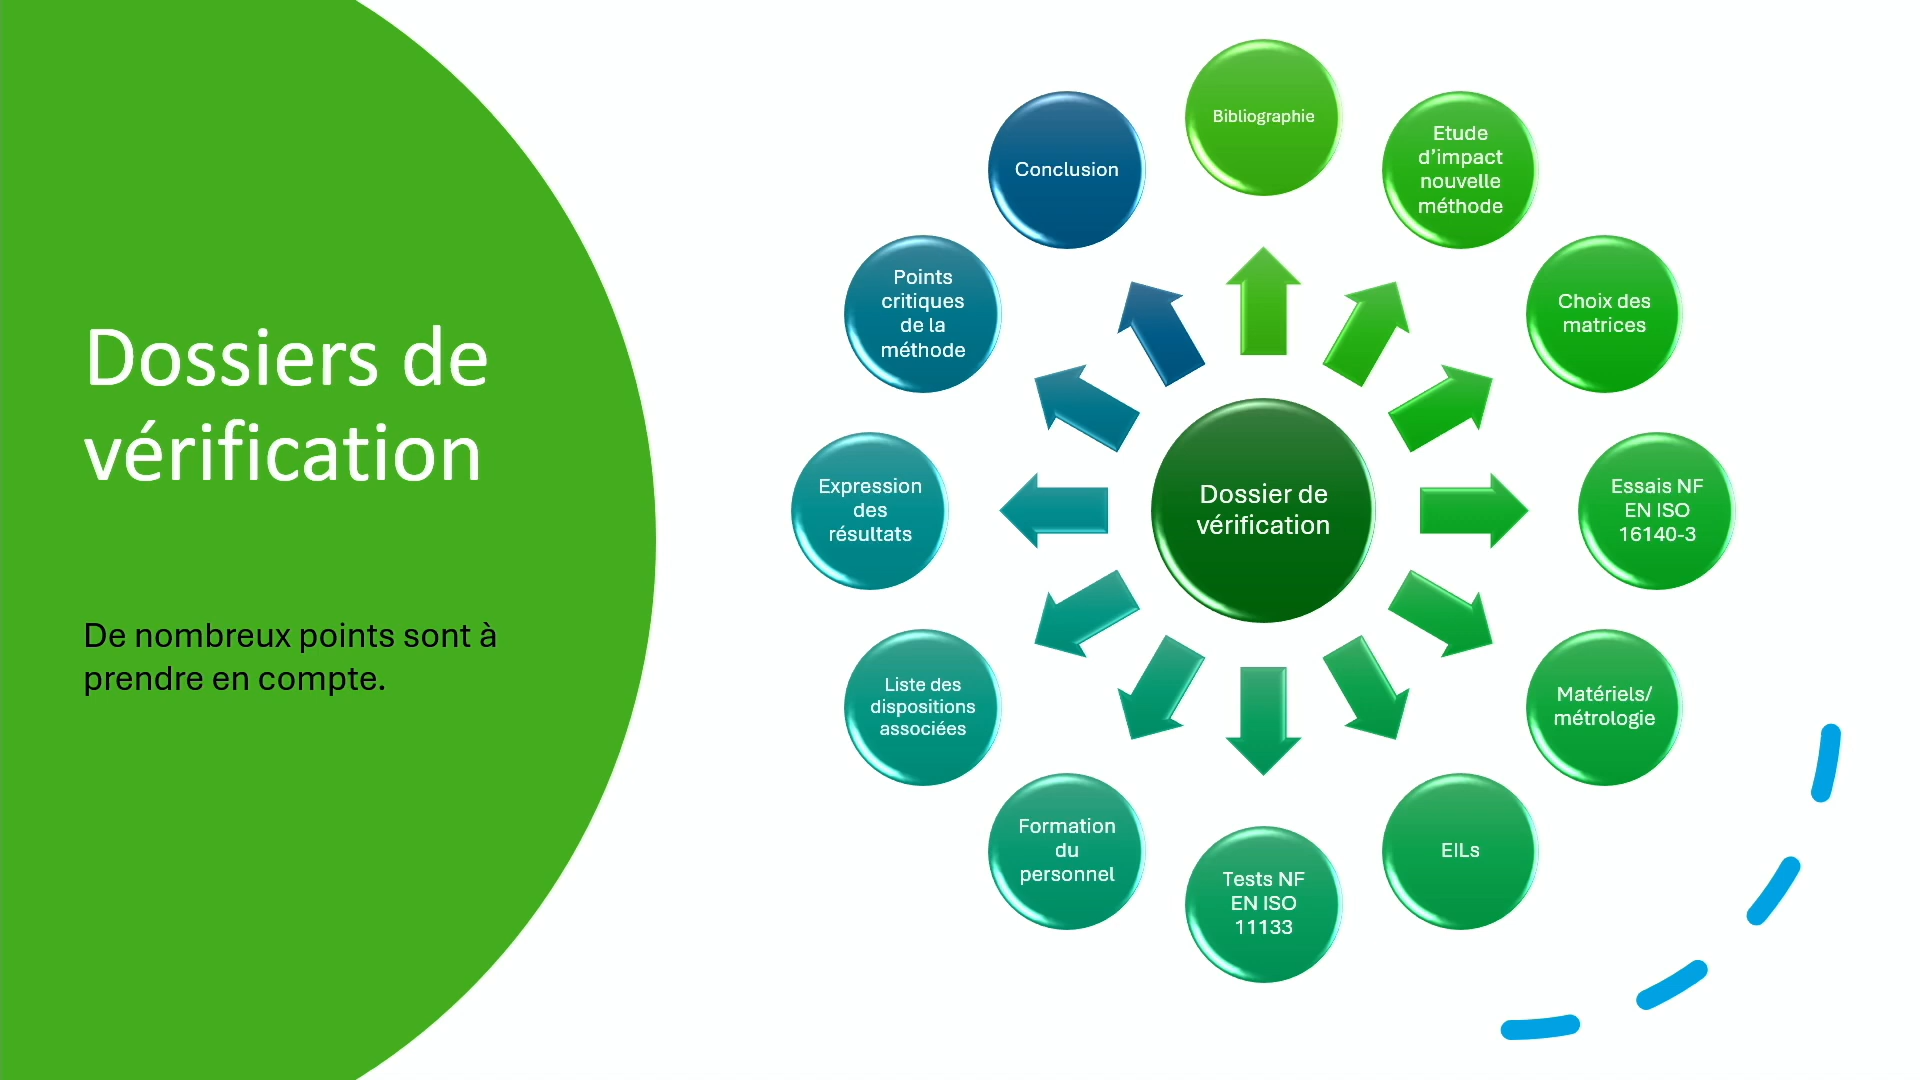 Dossiers de
vérification
De nombreux points sont à
prendre en compte.
Bibliographie
Etude
d’impact
nouvelle
méthode
Choix des
matrices
Essais NF
EN ISO
16140-3
Matériels/
métrologie
EILs
Tests NF
EN ISO
11133
Formation
du
personnel
Liste des
dispositions
associées
Expression
des
résultats
Points
critiques
de la
méthode
Conclusion
Dossier de
vérification